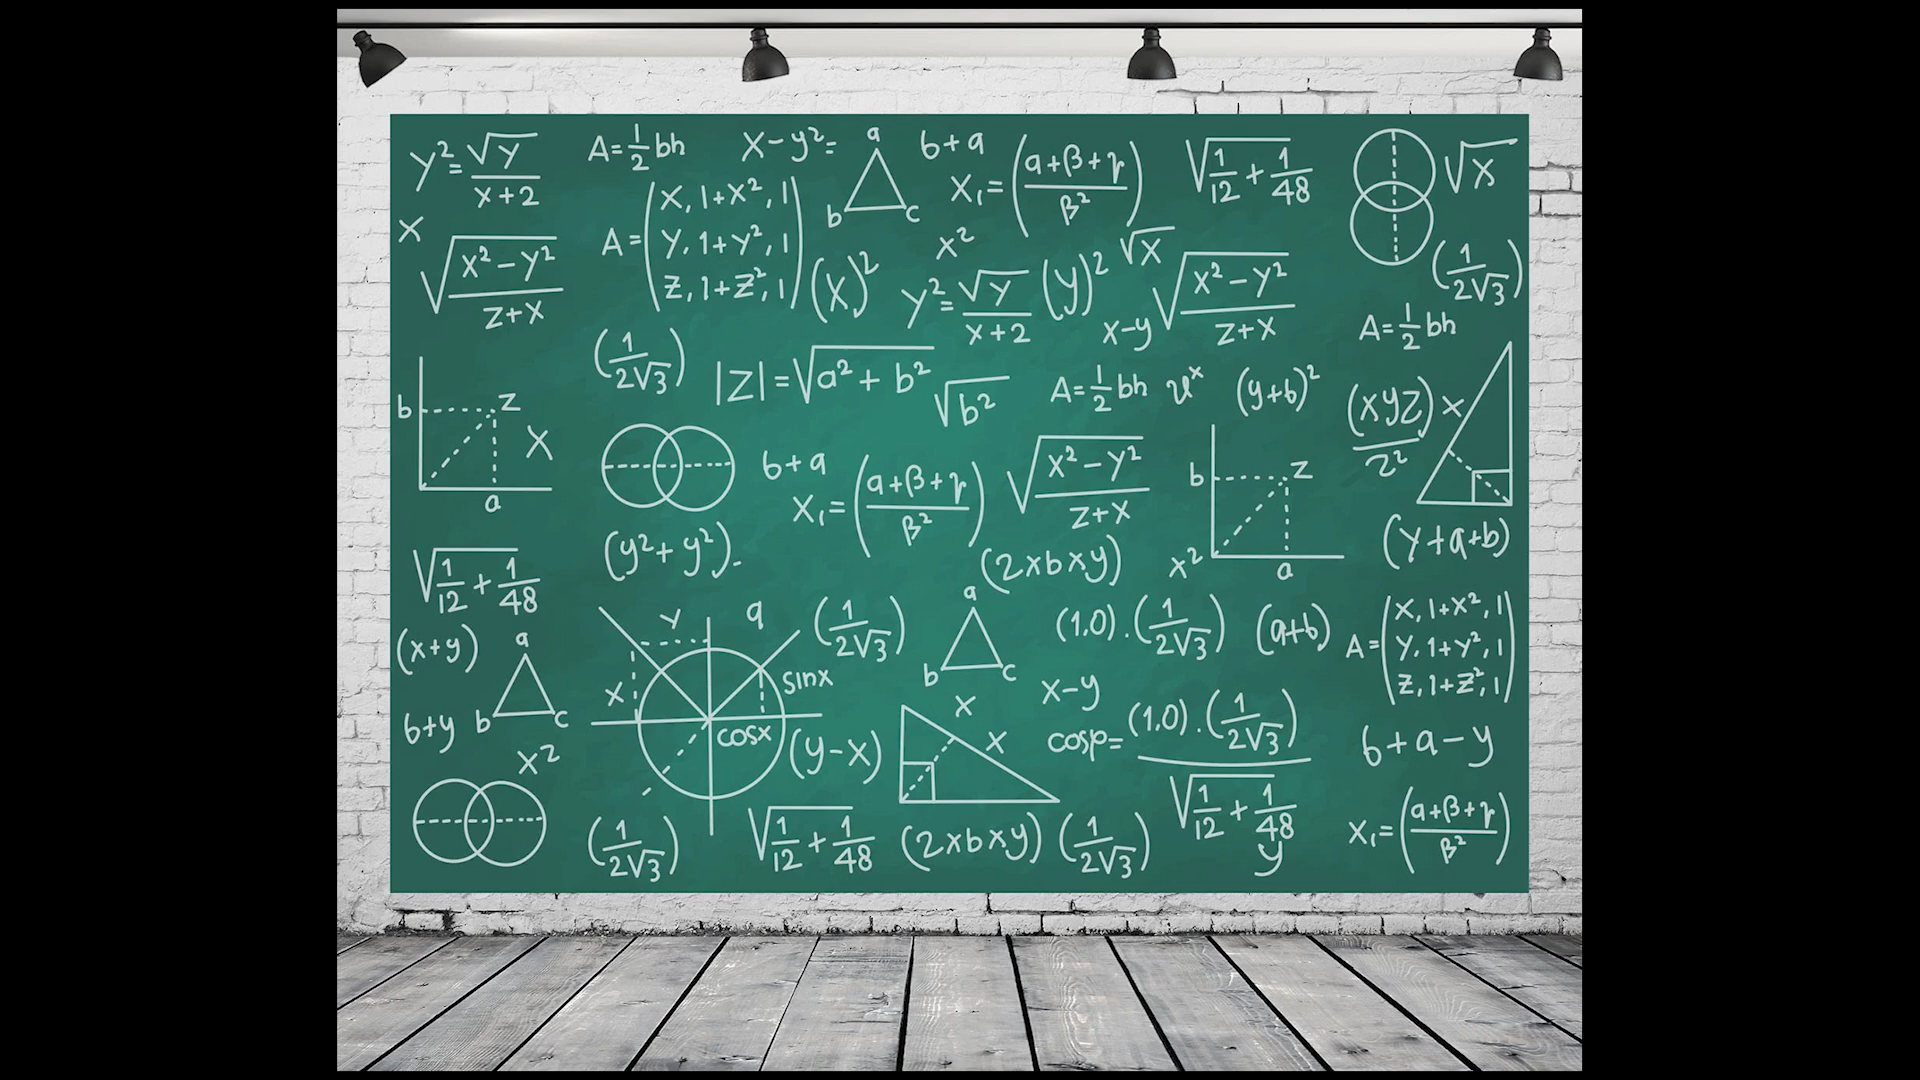 y² = √y / x+2
A = 1/2 bh
x – y² =
a
b c
6+a
x₁ = (a+β+γ / β²)
√1/12 + 1/48
√x
x
A = (x, 1+x², 1
y, 1+y², 1
z, 1+z², 1)
x²
√x
(1/2√3)
√x²–y² / z+x
(x)²
y² = √y / x+2
(y)²
x–y
√x²–y² / z+x
A = 1/2 bh
(1/2√3)
|z| = √a² + b²
√b²
A = 1/2 bh
(y+b)²
(xyz) / z²
x
b z
x
a
6+a
x₁ = (a+β+γ / β²)
√x²–y² / z+x
b z
x² a
(y+a+b)
(y² + y²).
(2xbxy)
√1/12 + 1/48
y
(1/2√3)
a
b c
(1,0) . (1/2√3)
(a+b)
A = (x, 1+x², 1
y, 1+y², 1
z, 1+z², 1)
(x+y)
a
b c
x
sinx
cosx
x–y
6+y
x²
(y–x)
x
x
cosp = (1,0) . (1/2√3) / √1/12 + 1/48
6+a–y
(1/2√3)
√1/12 + 1/48
(2xbxy)
(1/2√3)
y
x₁ = (a+β+γ / β²)